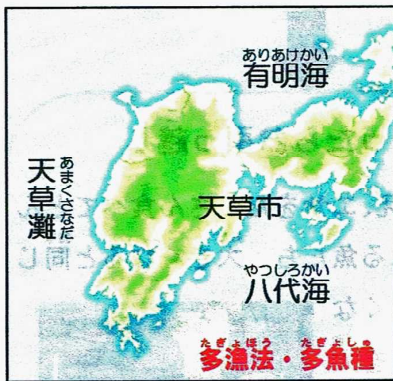 ありあけかい
有明海
あまくさなだ
天草灘
天草市
やつしろかい
八代海
たぎょほう たぎょしゅ
多漁法・多魚種